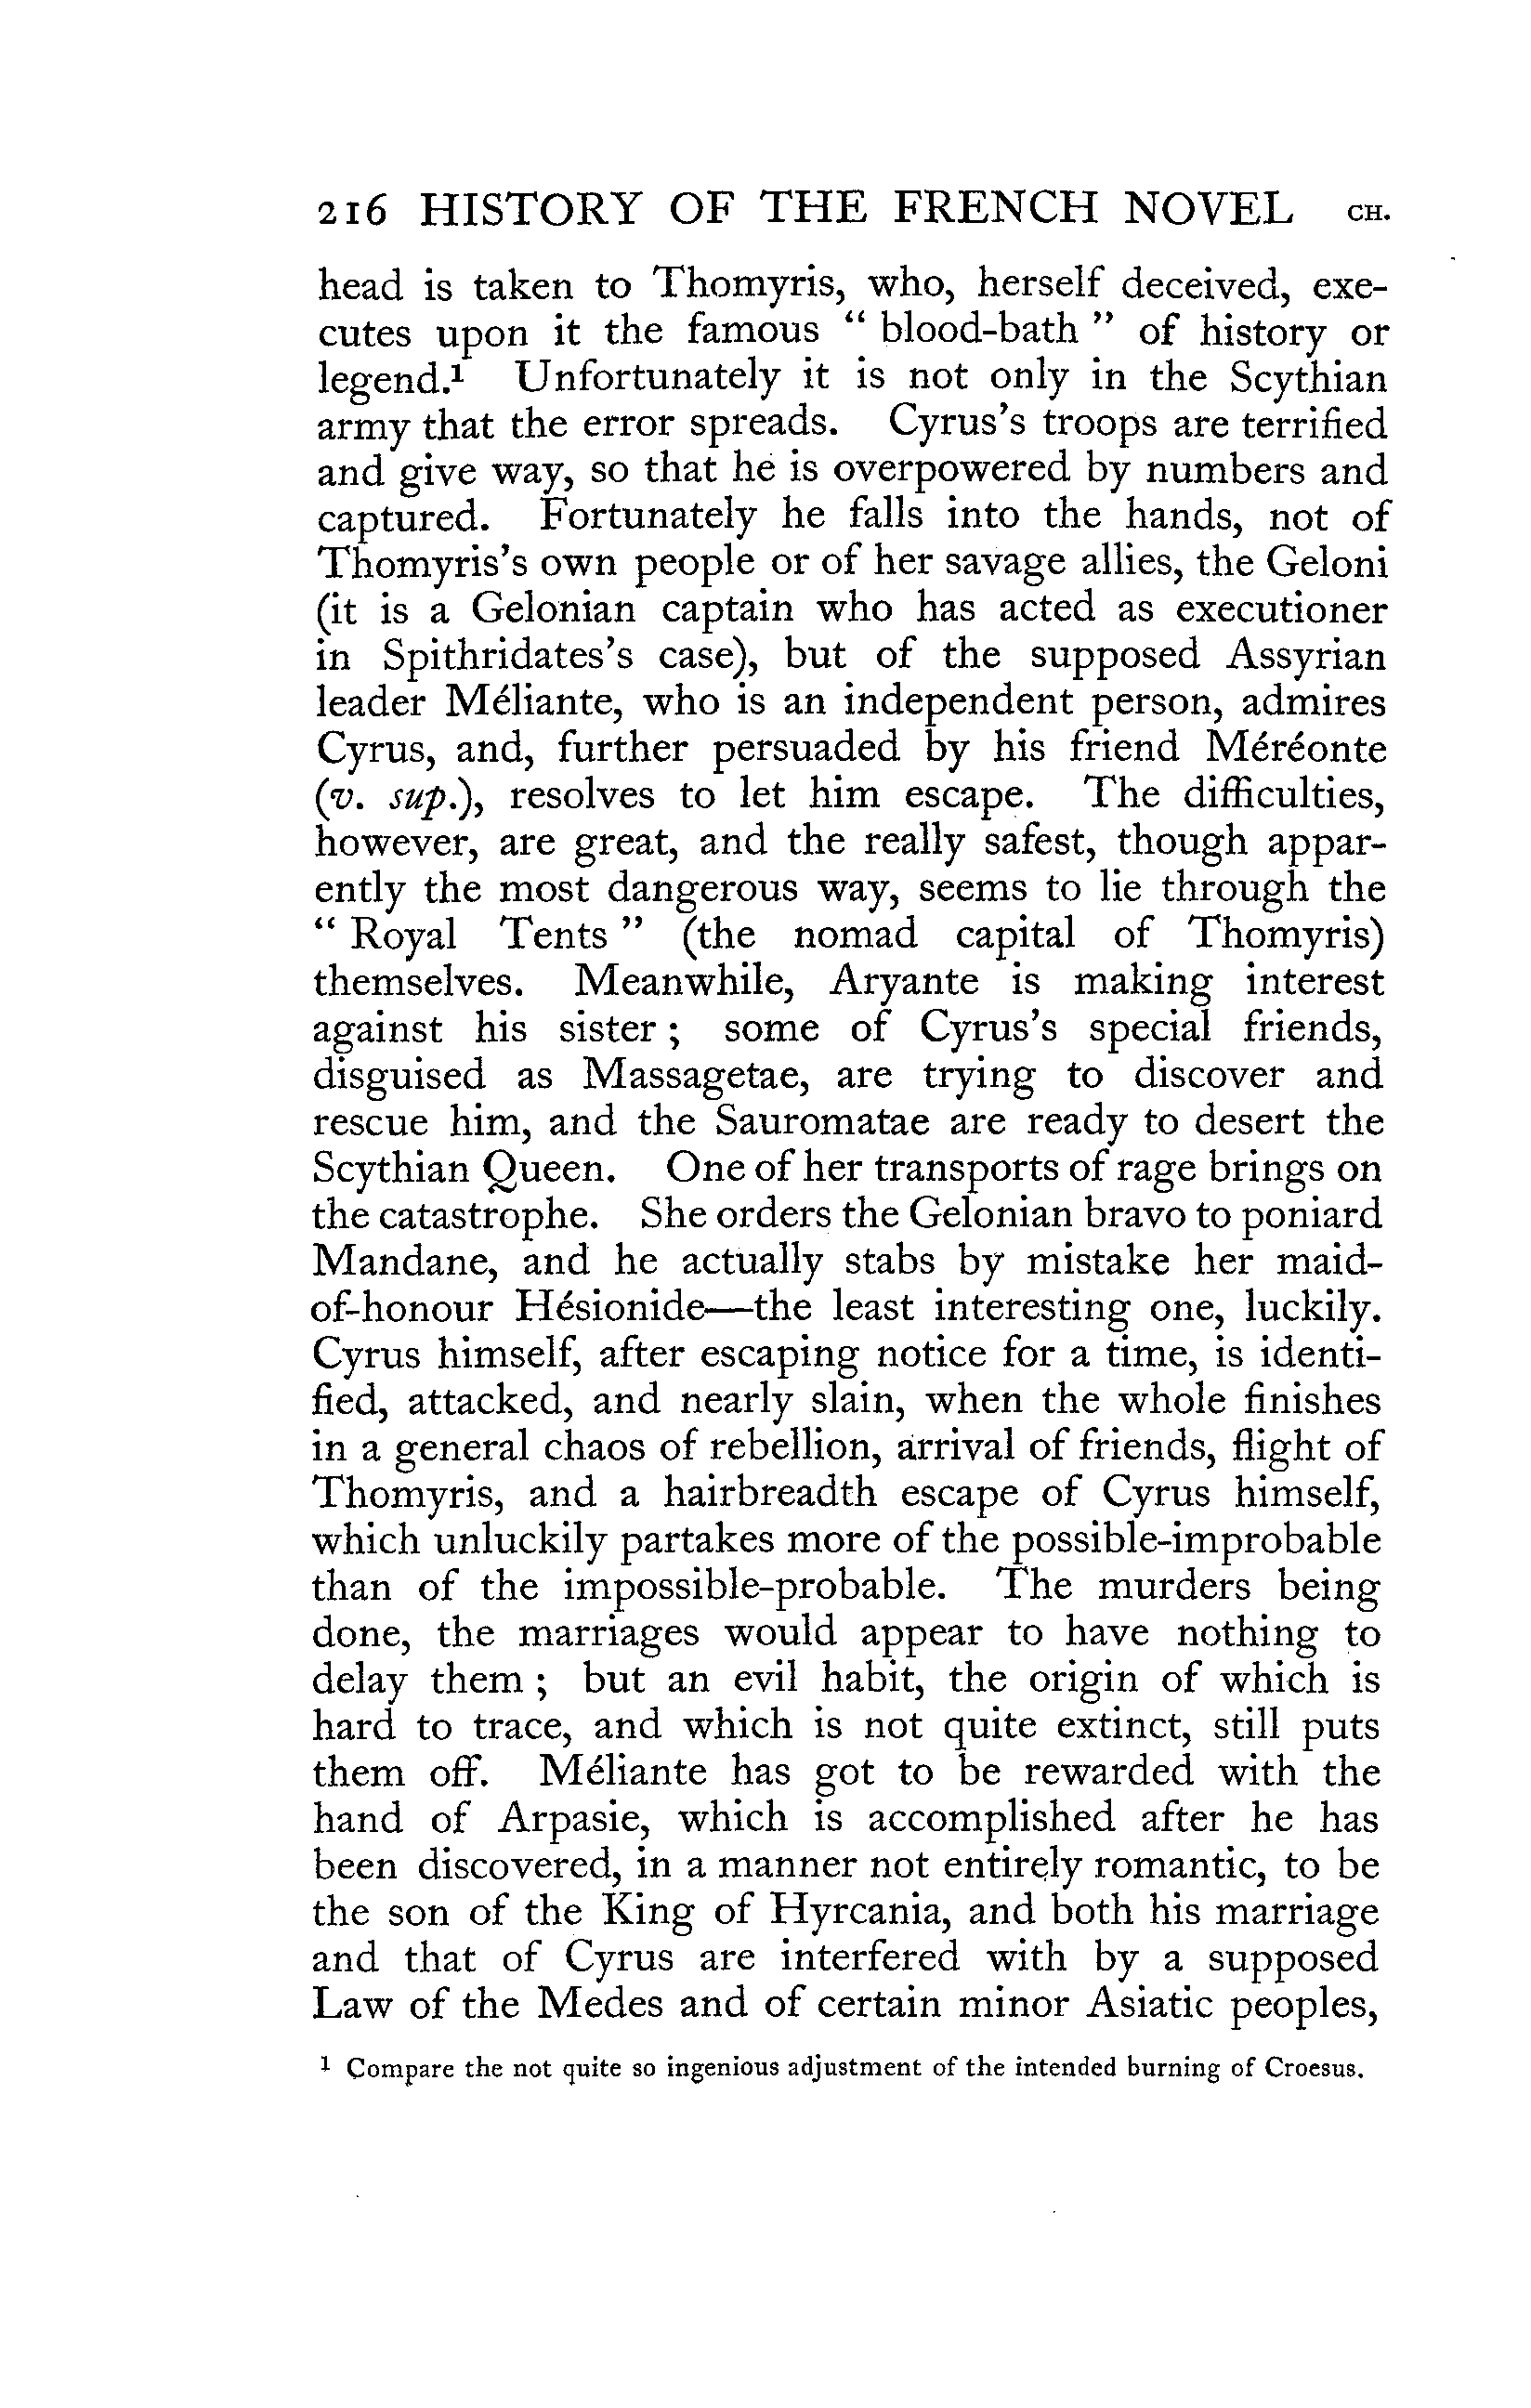 216 HISTORY OF THE FRENCH NOVEL CH.
head is taken to Thomyris, who, herself deceived, exe-
cutes upon it the famous " blood-bath " of history or
legend.¹ Unfortunately it is not only in the Scythian
army that the error spreads. Cyrus's troops are terrified
and give way, so that he is overpowered by numbers and
captured. Fortunately he falls into the hands, not of
Thomyris's own people or of her savage allies, the Geloni
(it is a Gelonian captain who has acted as executioner
in Spithridates's case), but of the supposed Assyrian
leader Méliante, who is an independent person, admires
Cyrus, and, further persuaded by his friend Méréonte
(v. sup.), resolves to let him escape. The difficulties,
however, are great, and the really safest, though appar-
ently the most dangerous way, seems to lie through the
" Royal Tents " (the nomad capital of Thomyris)
themselves. Meanwhile, Aryante is making interest
against his sister ; some of Cyrus's special friends,
disguised as Massagetae, are trying to discover and
rescue him, and the Sauromatae are ready to desert the
Scythian Queen. One of her transports of rage brings on
the catastrophe. She orders the Gelonian bravo to poniard
Mandane, and he actually stabs by mistake her maid-
of-honour Hésionide—the least interesting one, luckily.
Cyrus himself, after escaping notice for a time, is identi-
fied, attacked, and nearly slain, when the whole finishes
in a general chaos of rebellion, arrival of friends, flight of
Thomyris, and a hairbreadth escape of Cyrus himself,
which unluckily partakes more of the possible-improbable
than of the impossible-probable. The murders being
done, the marriages would appear to have nothing to
delay them ; but an evil habit, the origin of which is
hard to trace, and which is not quite extinct, still puts
them off. Méliante has got to be rewarded with the
hand of Arpasie, which is accomplished after he has
been discovered, in a manner not entirely romantic, to be
the son of the King of Hyrcania, and both his marriage
and that of Cyrus are interfered with by a supposed
Law of the Medes and of certain minor Asiatic peoples,
¹ Compare the not quite so ingenious adjustment of the intended burning of Croesus.